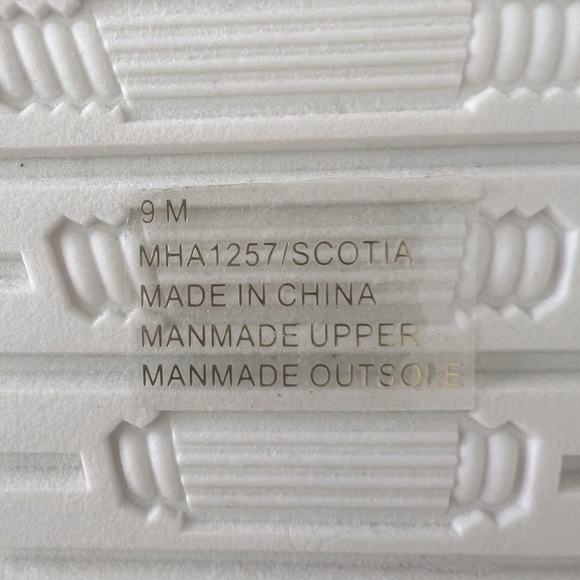 9 M
MHA1257/SCOTIA
MADE IN CHINA
MANMADE UPPER
MANMADE OUTSOLE